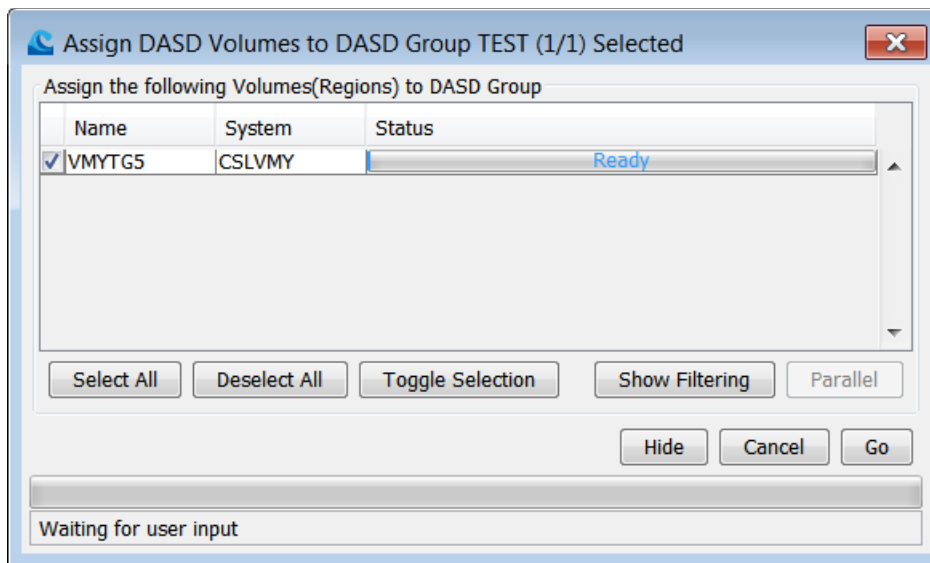 Assign DASD Volumes to DASD Group TEST (1/1) Selected
Assign the following Volumes(Regions) to DASD Group
Name System Status
VMYTG5 CSLVMY Ready
Select All Deselect All Toggle Selection Show Filtering Parallel
Hide Cancel Go
Waiting for user input